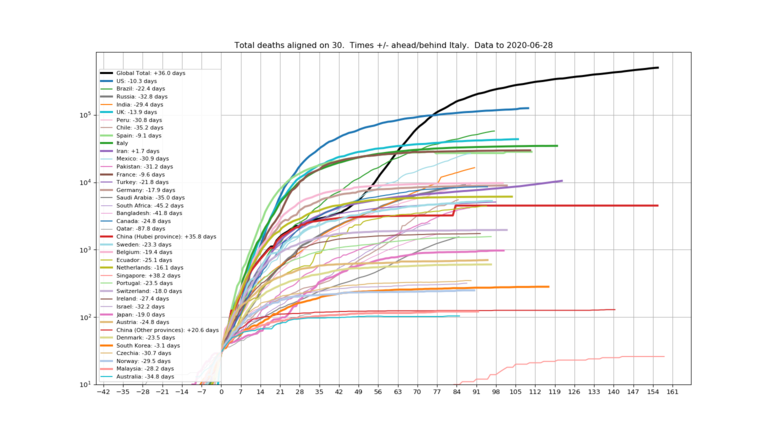 Total deaths aligned on 30. Times +/- ahead/behind Italy. Data to 2020-06-28
Global Total: +36.0 days
US: -10.3 days
Brazil: -22.4 days
Russia: -32.8 days
India: -29.4 days
UK: -13.9 days
Peru: -30.8 days
Chile: -35.2 days
Spain: -9.1 days
Italy
Iran: +1.7 days
Mexico: -30.9 days
Pakistan: -31.2 days
France: -9.6 days
Turkey: -21.8 days
Germany: -17.9 days
Saudi Arabia: -35.0 days
South Africa: -45.2 days
Bangladesh: -41.8 days
Canada: -24.8 days
Qatar: -87.8 days
China (Hubei province): +35.8 days
Sweden: -23.3 days
Belgium: -19.4 days
Ecuador: -25.1 days
Netherlands: -16.1 days
Singapore: +38.2 days
Portugal: -23.5 days
Switzerland: -18.0 days
Ireland: -27.4 days
Israel: -32.2 days
Japan: -19.0 days
Austria: -24.8 days
China (Other provinces): +20.6 days
Denmark: -23.5 days
South Korea: -3.1 days
Czechia: -30.7 days
Norway: -29.5 days
Malaysia: -28.2 days
Australia: -34.8 days
10⁵
10⁴
10³
10²
10¹
−42 −35 −28 −21 −14 −7 0 7 14 21 28 35 42 49 56 63 70 77 84 91 98 105 112 119 126 133 140 147 154 161